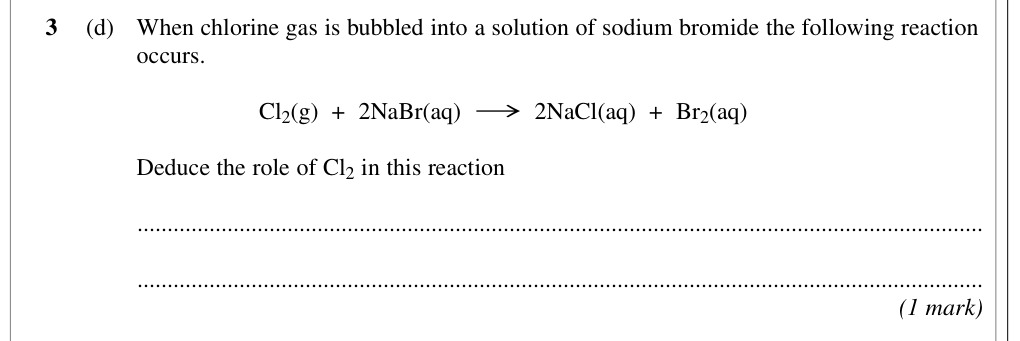 3 (d) When chlorine gas is bubbled into a solution of sodium bromide the following reaction
occurs.
Cl₂(g) + 2NaBr(aq) ⟶ 2NaCl(aq) + Br₂(aq)
Deduce the role of Cl₂ in this reaction
(1 mark)